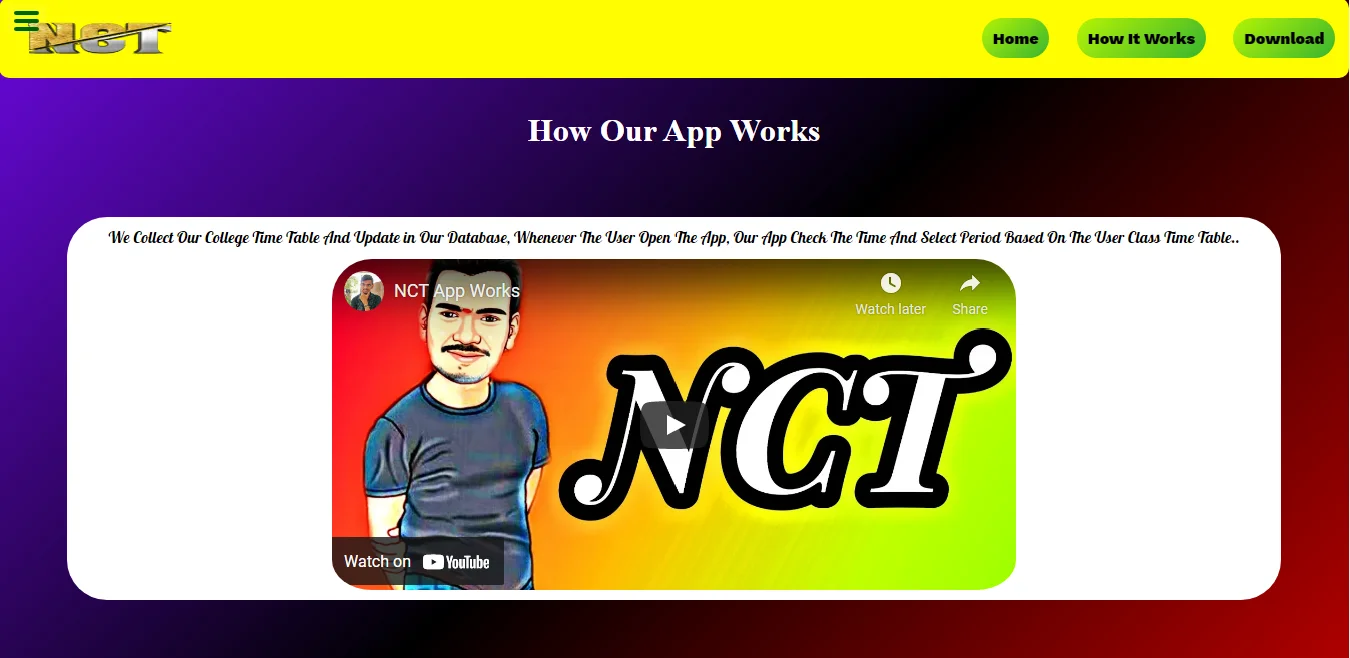 NCT
Home
How It Works
Download
How Our App Works
We Collect Our College Time Table And Update in Our Database, Whenever The User Open The App, Our App Check The Time And Select Period Based On The User Class Time Table..
NCT App Works
Watch later
Share
NCT
Watch on YouTube